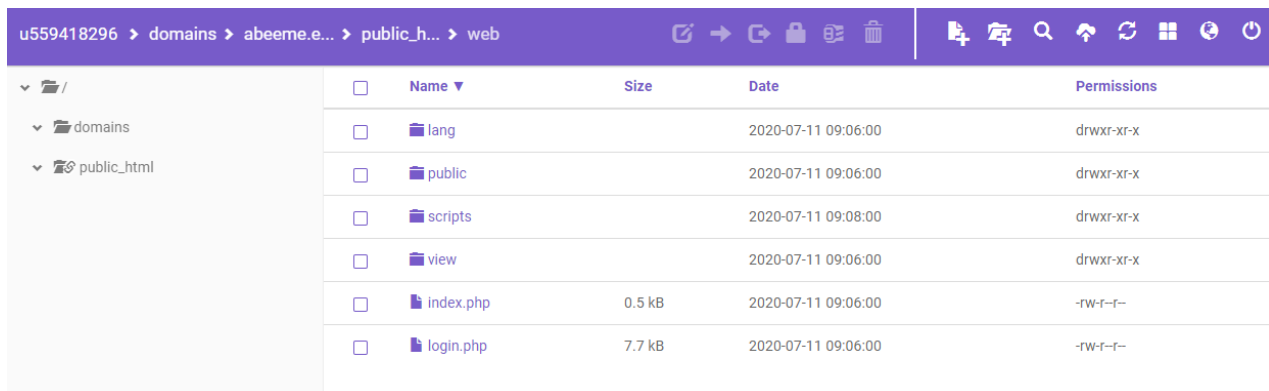 u559418296 > domains > abeeme.e... > public_h... > web
/
domains
public_html
Name ▼ Size Date Permissions
lang 2020-07-11 09:06:00 drwxr-xr-x
public 2020-07-11 09:06:00 drwxr-xr-x
scripts 2020-07-11 09:08:00 drwxr-xr-x
view 2020-07-11 09:06:00 drwxr-xr-x
index.php 0.5 kB 2020-07-11 09:06:00 -rw-r--r--
login.php 7.7 kB 2020-07-11 09:06:00 -rw-r--r--